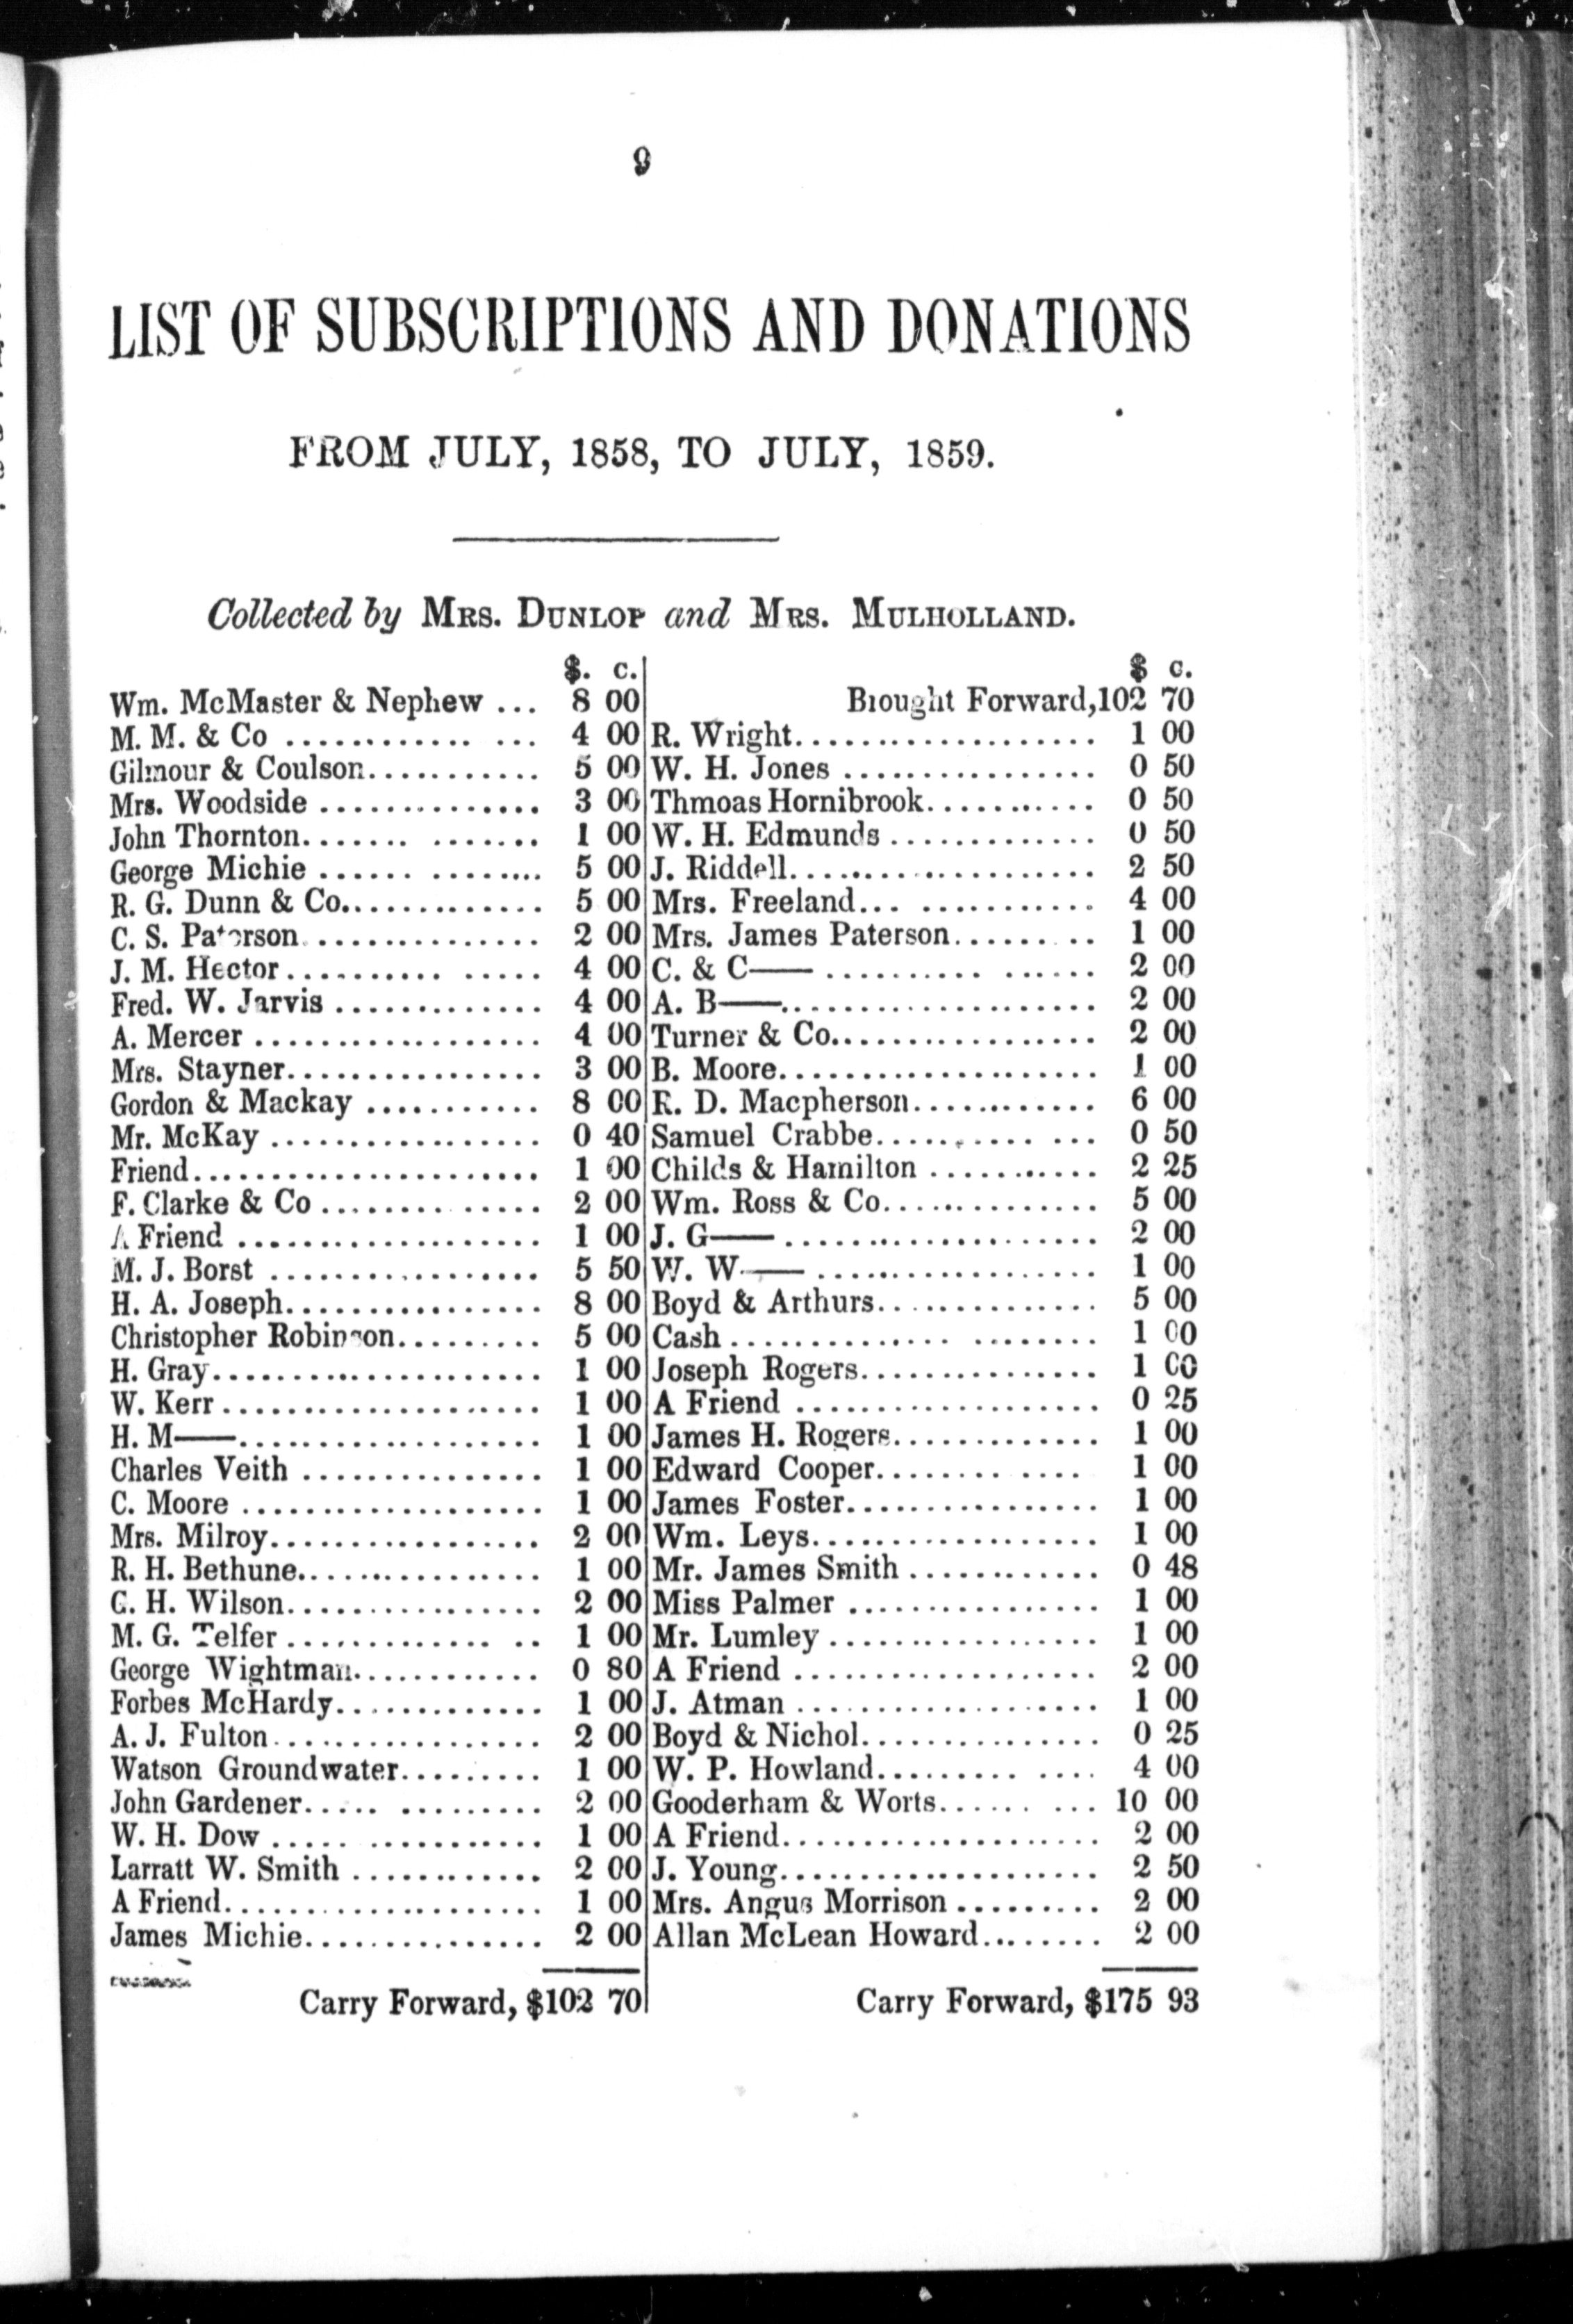 9
LIST OF SUBSCRIPTIONS AND DONATIONS
FROM JULY, 1858, TO JULY, 1859.
Collected by MRS. DUNLOP and MRS. MULHOLLAND.
$. c.
Wm. McMaster & Nephew ... 8 00
M. M. & Co ... 4 00
Gilmour & Coulson ... 5 00
Mrs. Woodside ... 3 00
John Thornton ... 1 00
George Michie ... 5 00
R. G. Dunn & Co. ... 5 00
C. S. Paterson ... 2 00
J. M. Hector ... 4 00
Fred. W. Jarvis ... 4 00
A. Mercer ... 4 00
Mrs. Stayner ... 3 00
Gordon & Mackay ... 8 00
Mr. McKay ... 0 40
Friend ... 1 00
F. Clarke & Co ... 2 00
A Friend ... 1 00
M. J. Borst ... 5 50
H. A. Joseph ... 8 00
Christopher Robinson ... 5 00
H. Gray ... 1 00
W. Kerr ... 1 00
H. M—— ... 1 00
Charles Veith ... 1 00
C. Moore ... 1 00
Mrs. Milroy ... 2 00
R. H. Bethune ... 1 00
C. H. Wilson ... 2 00
M. G. Telfer ... 1 00
George Wightman ... 0 80
Forbes McHardy ... 1 00
A. J. Fulton ... 2 00
Watson Groundwater ... 1 00
John Gardener ... 2 00
W. H. Dow ... 1 00
Larratt W. Smith ... 2 00
A Friend ... 1 00
James Michie ... 2 00
Carry Forward, $102 70
$ c.
Brought Forward, 102 70
R. Wright ... 1 00
W. H. Jones ... 0 50
Thmoas Hornibrook ... 0 50
W. H. Edmunds ... 0 50
J. Riddell ... 2 50
Mrs. Freeland ... 4 00
Mrs. James Paterson ... 1 00
C. & C—— ... 2 00
A. B—— ... 2 00
Turner & Co. ... 2 00
B. Moore ... 1 00
R. D. Macpherson ... 6 00
Samuel Crabbe ... 0 50
Childs & Hamilton ... 2 25
Wm. Ross & Co. ... 5 00
J. G—— ... 2 00
W. W—— ... 1 00
Boyd & Arthurs ... 5 00
Cash ... 1 00
Joseph Rogers ... 1 00
A Friend ... 0 25
James H. Rogers ... 1 00
Edward Cooper ... 1 00
James Foster ... 1 00
Wm. Leys ... 1 00
Mr. James Smith ... 0 48
Miss Palmer ... 1 00
Mr. Lumley ... 1 00
A Friend ... 2 00
J. Atman ... 1 00
Boyd & Nichol ... 0 25
W. P. Howland ... 4 00
Gooderham & Worts ... 10 00
A Friend ... 2 00
J. Young ... 2 50
Mrs. Angus Morrison ... 2 00
Allan McLean Howard ... 2 00
Carry Forward, $175 93